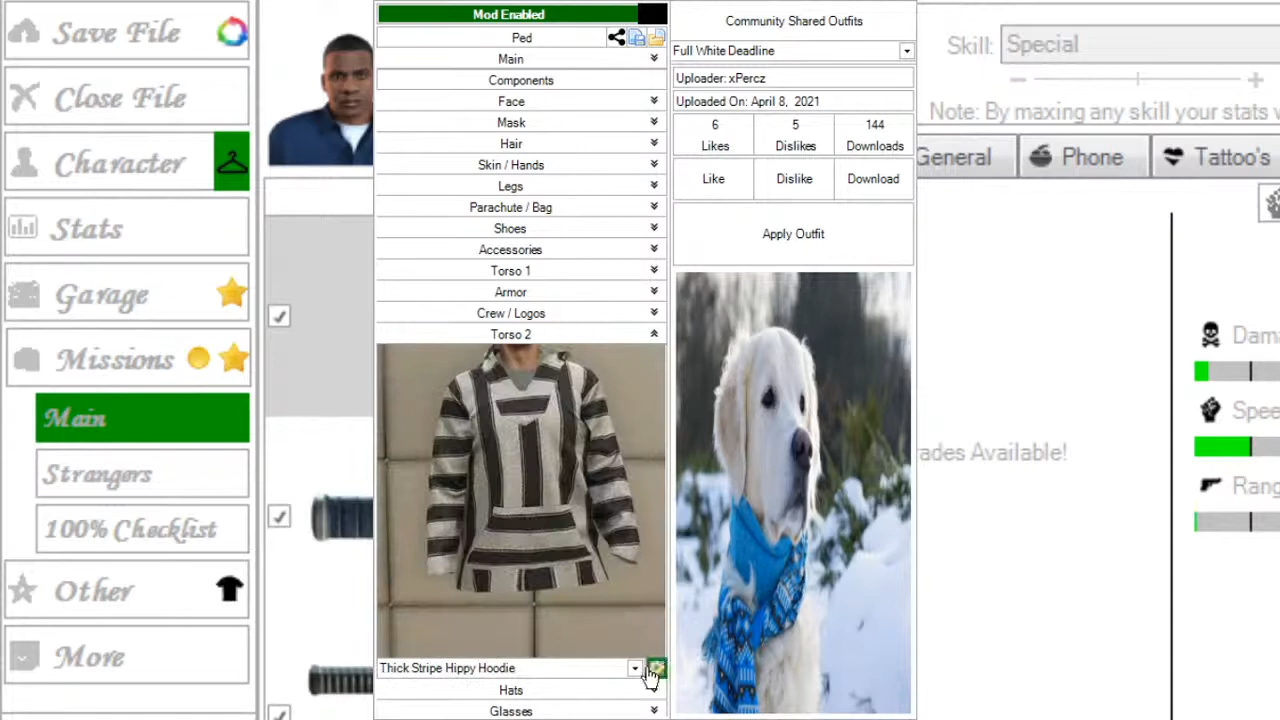 Save File
Close File
Character
Stats
Garage
Missions
Main
Strangers
100% Checklist
Other
More
Mod Enabled
Ped
Main
Components
Face
Mask
Hair
Skin / Hands
Legs
Parachute / Bag
Shoes
Accessories
Torso 1
Armor
Crew / Logos
Torso 2
Thick Stripe Hippy Hoodie
Hats
Glasses
Community Shared Outfits
Full White Deadline
Uploader: xPercz
Uploaded On: April 8, 2021
6 5 144
Likes Dislikes Downloads
Like Dislike Download
Apply Outfit
Skill: Special
Note: By maxing any skill your stats w
General Phone Tattoo's
rades Available!
Dama
Spee
Rang